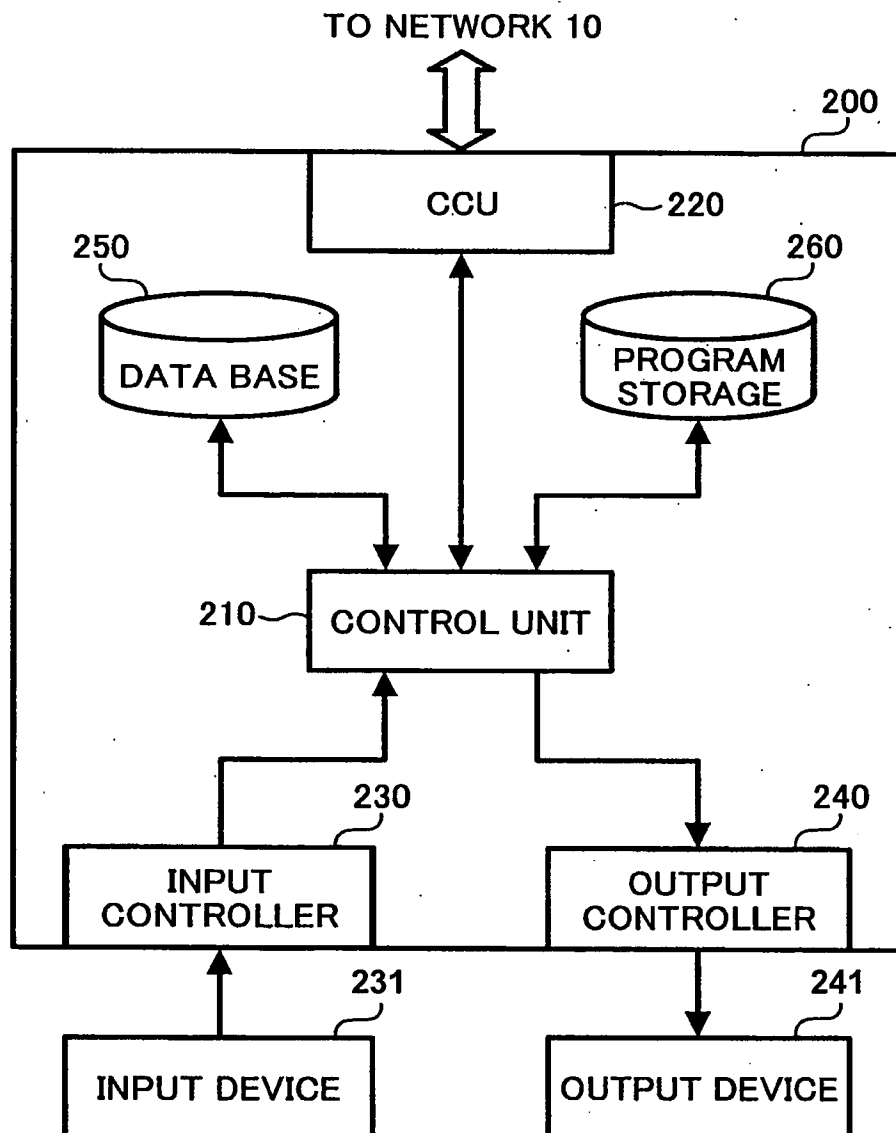 TO NETWORK 10
200
CCU
220
250
260
DATA BASE
PROGRAM
STORAGE
210
CONTROL UNIT
230
240
INPUT
CONTROLLER
OUTPUT
CONTROLLER
231
241
INPUT DEVICE
OUTPUT DEVICE